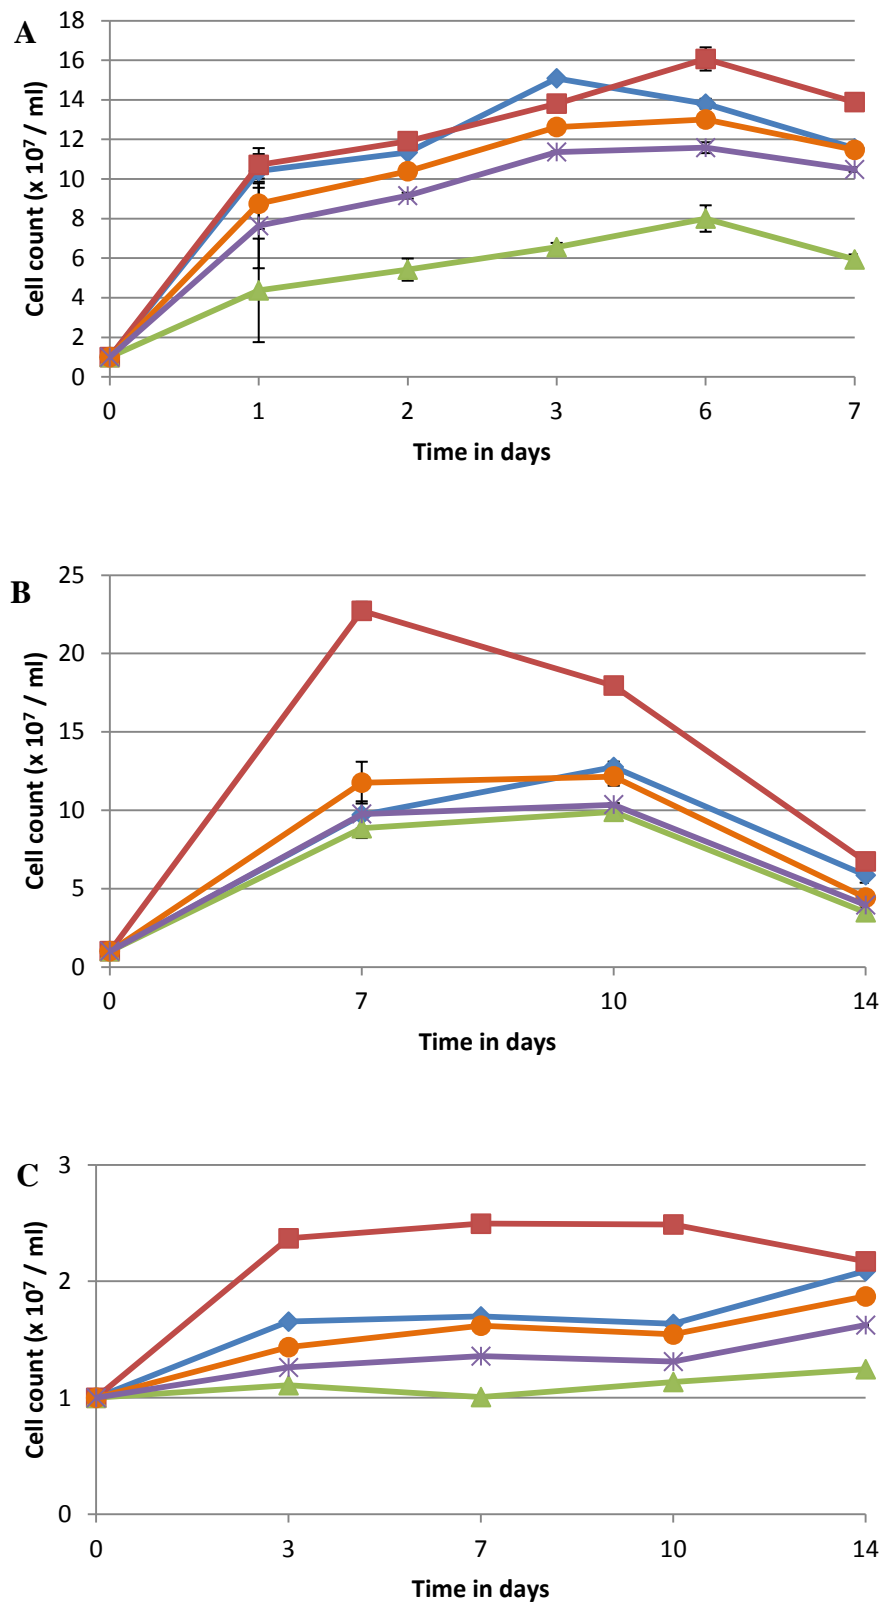 A
18
16
14
12
10
8
6
4
2
0
Cell count (x 10⁷ / ml)
0 1 2 3 6 7
Time in days
B
25
20
15
10
5
0
Cell count (x 10⁷ / ml)
0 7 10 14
Time in days
C
3
2
1
0
Cell count (x 10⁷ / ml)
0 3 7 10 14
Time in days